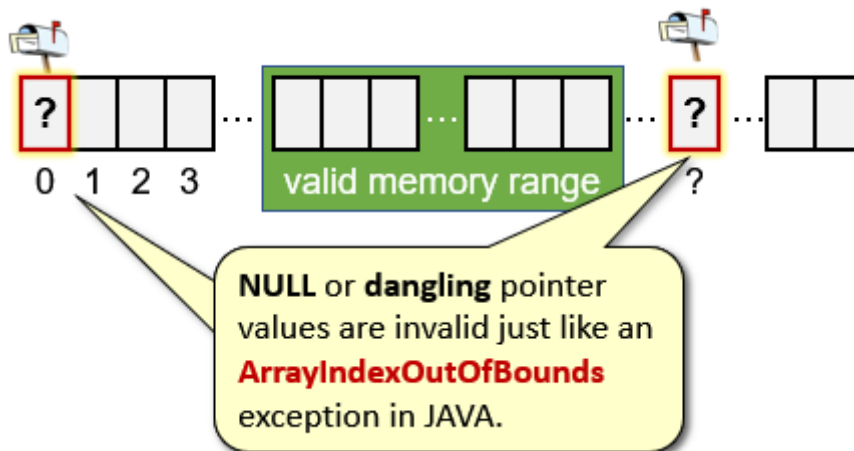 ? ... ... ... ? ...
0 1 2 3 valid memory range ?
NULL or dangling pointer
values are invalid just like an
ArrayIndexOutOfBounds
exception in JAVA.